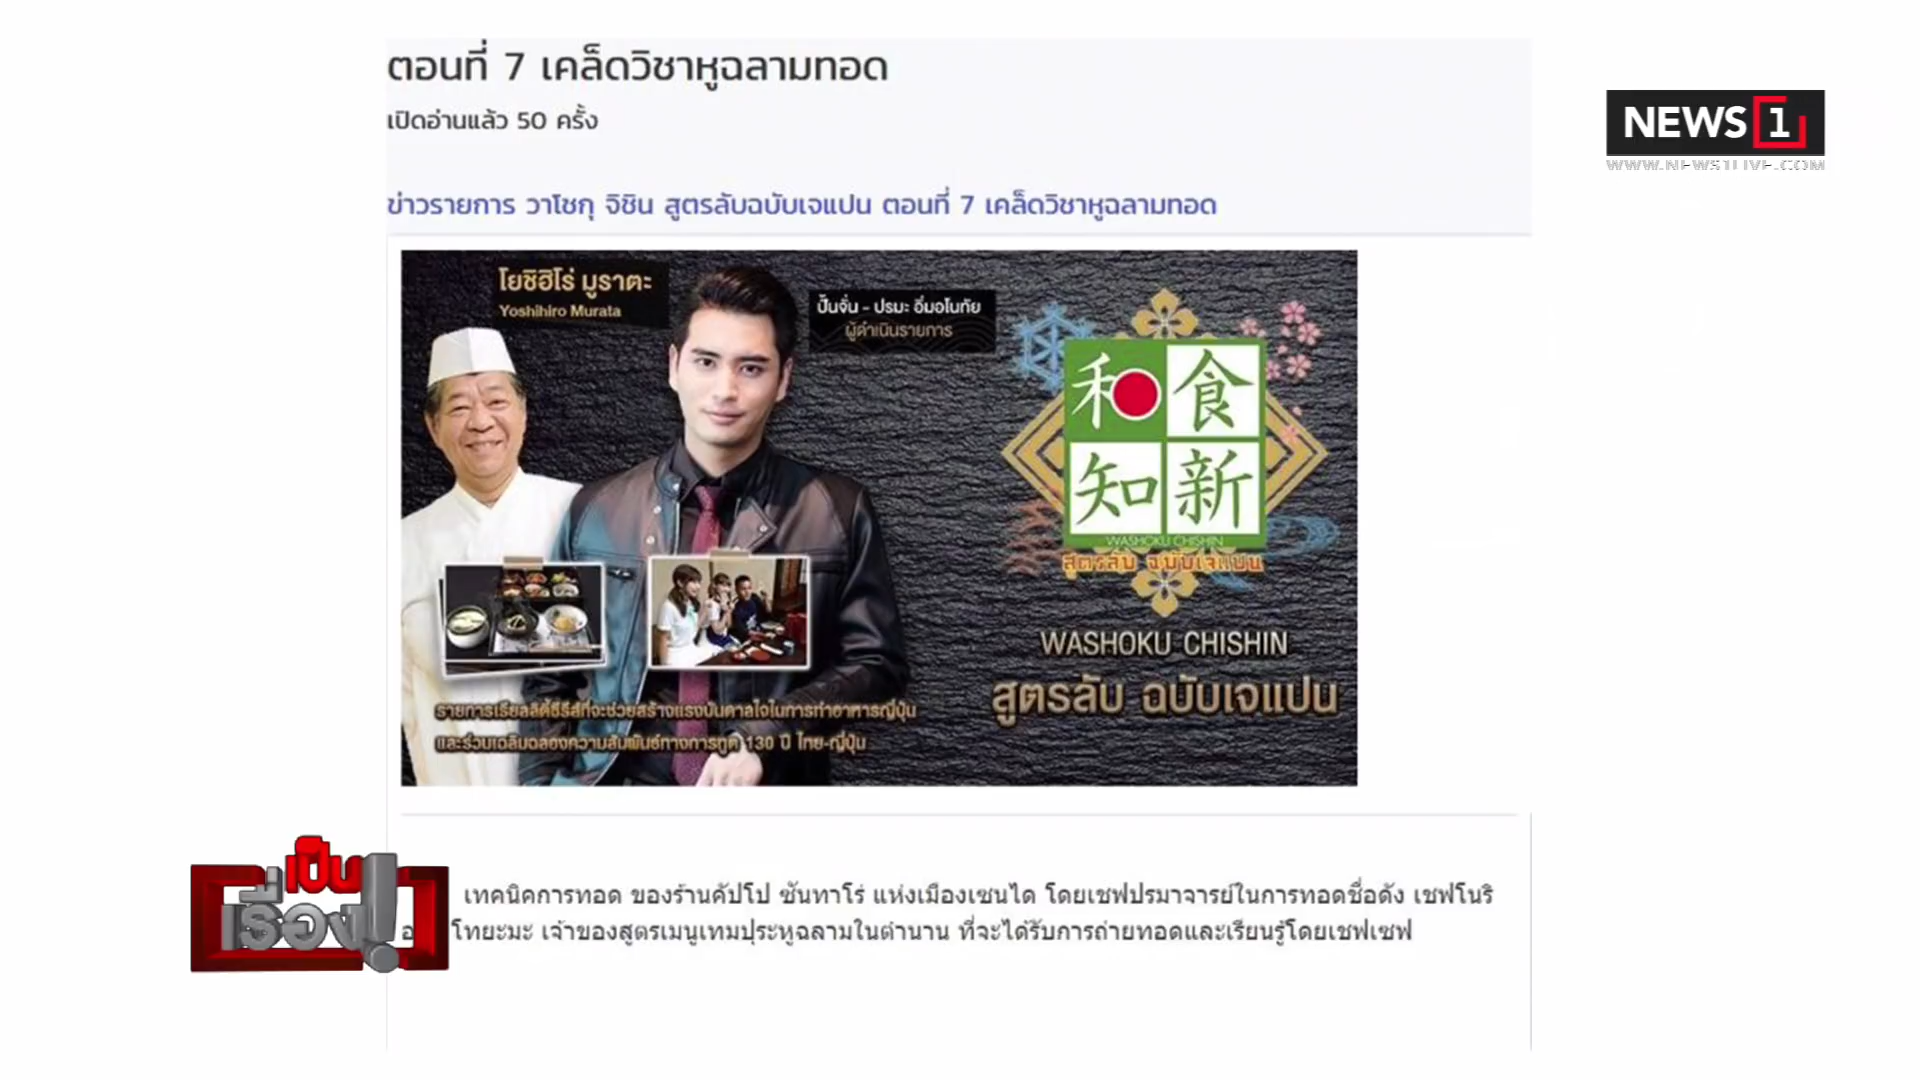 ตอนที่ 7 เคล็ดวิชาหูฉลามทอด
เปิดอ่านแล้ว 50 ครั้ง
NEWS 1
WWW.NEWS1LIVE.COM
ข่าวรายการ วาโชกุ จิชิน สูตรลับฉบับเจแปน ตอนที่ 7 เคล็ดวิชาหูฉลามทอด
โยชิฮิโร่ มูราตะ
Yoshihiro Murata
ปั๊นจั่น - ปรมะ อิ่มอโนทัย
ผู้ดำเนินรายการ
和食
知新
WASHOKU CHISHIN
สูตรลับ ฉบับเจแปน
WASHOKU CHISHIN
สูตรลับ ฉบับเจแปน
รายการเรียลลิตี้ซีรีส์ที่จะช่วยสร้างแรงบันดาลใจในการทำอาหารญี่ปุ่น
และร่วมเฉลิมฉลองความสัมพันธ์ทางการทูต 130 ปี ไทย-ญี่ปุ่น
เป็นเรื่อง!
เทคนิคการทอด ของร้านคัปโป ซันทาโร่ แห่งเมืองเซนได โดยเชฟปรมาจารย์ในการทอดชื่อดัง เชฟโนริ
โทยะมะ เจ้าของสูตรเมนูเทมปุระหูฉลามในตำนาน ที่จะได้รับการถ่ายทอดและเรียนรู้โดยเชฟเซฟ